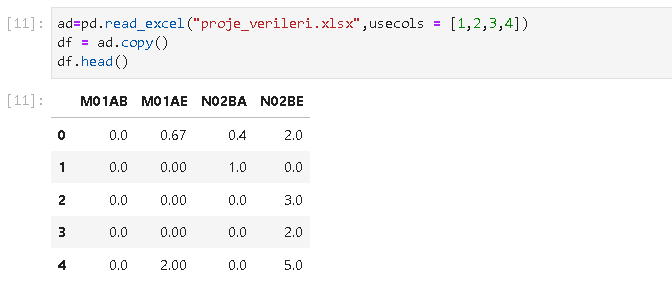 [11]: ad=pd.read_excel("proje_verileri.xlsx",usecols = [1,2,3,4])
df = ad.copy()
df.head()
[11]: M01AB M01AE N02BA N02BE
0 0.0 0.67 0.4 2.0
1 0.0 0.00 1.0 0.0
2 0.0 0.00 0.0 3.0
3 0.0 0.00 0.0 2.0
4 0.0 2.00 0.0 5.0